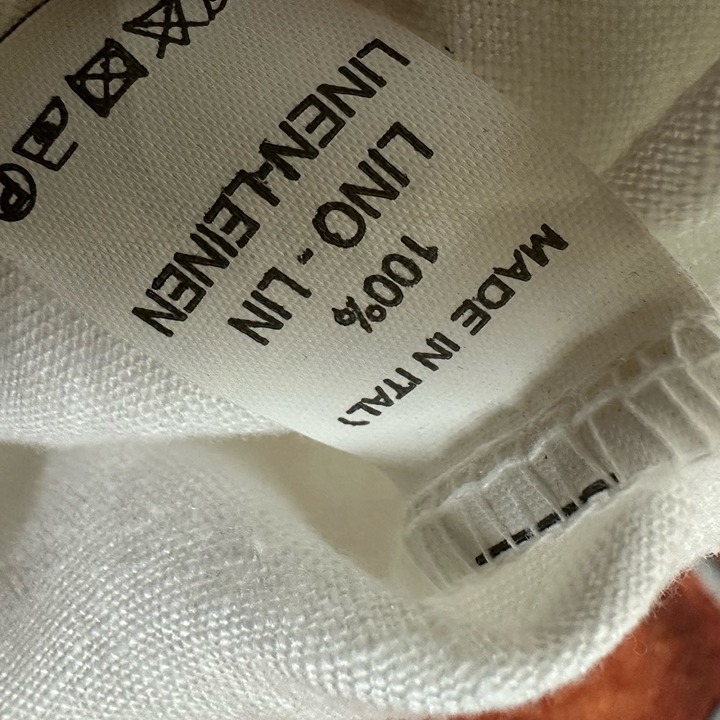 MADE IN ITALY
100%
LINO - LIN
LINEN-LEINEN
P